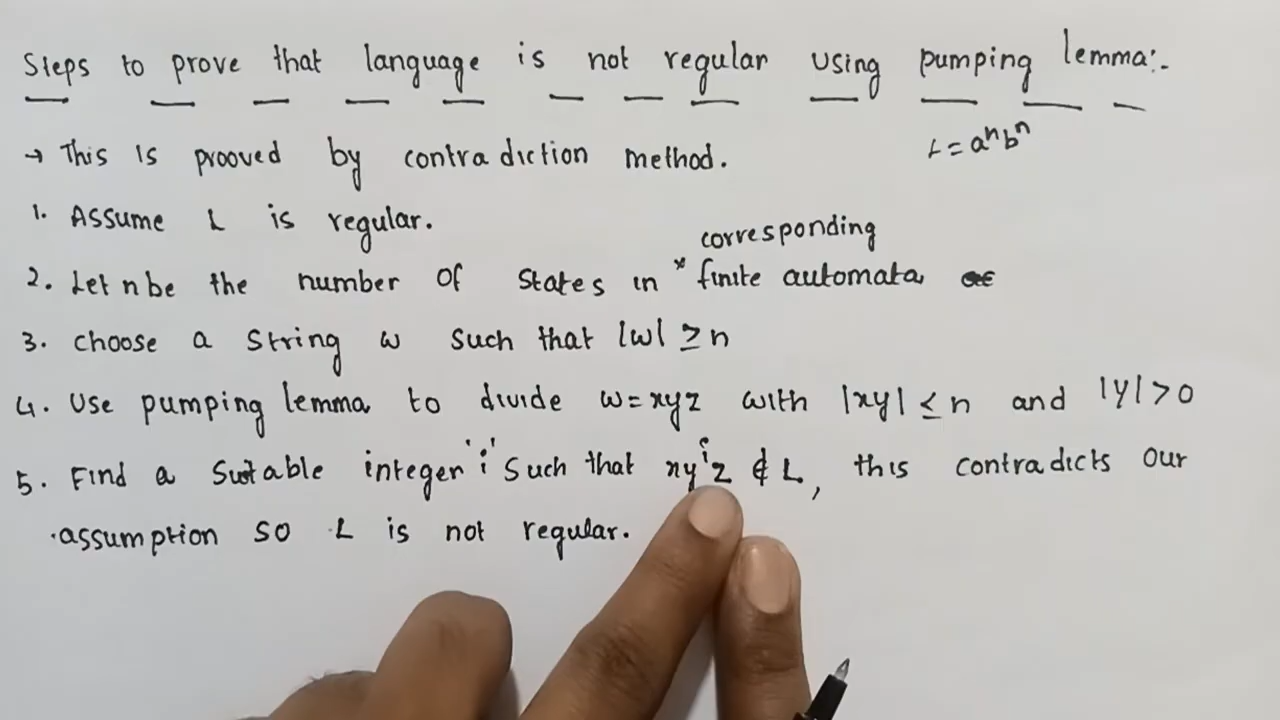 Steps to prove that language is not regular using pumping lemma:-
→ This is prooved by contradiction method.
L = aⁿbⁿ
1. Assume L is regular.
corresponding
2. Let n be the number of states in finite automata
3. choose a string w such that |w| ≥ n
4. Use pumping lemma to divide w = xyz with |xy| ≤ n and |y| > 0
5. Find a suitable integer 'i' such that xyⁱz ∉ L, this contradicts our
assumption so L is not regular.